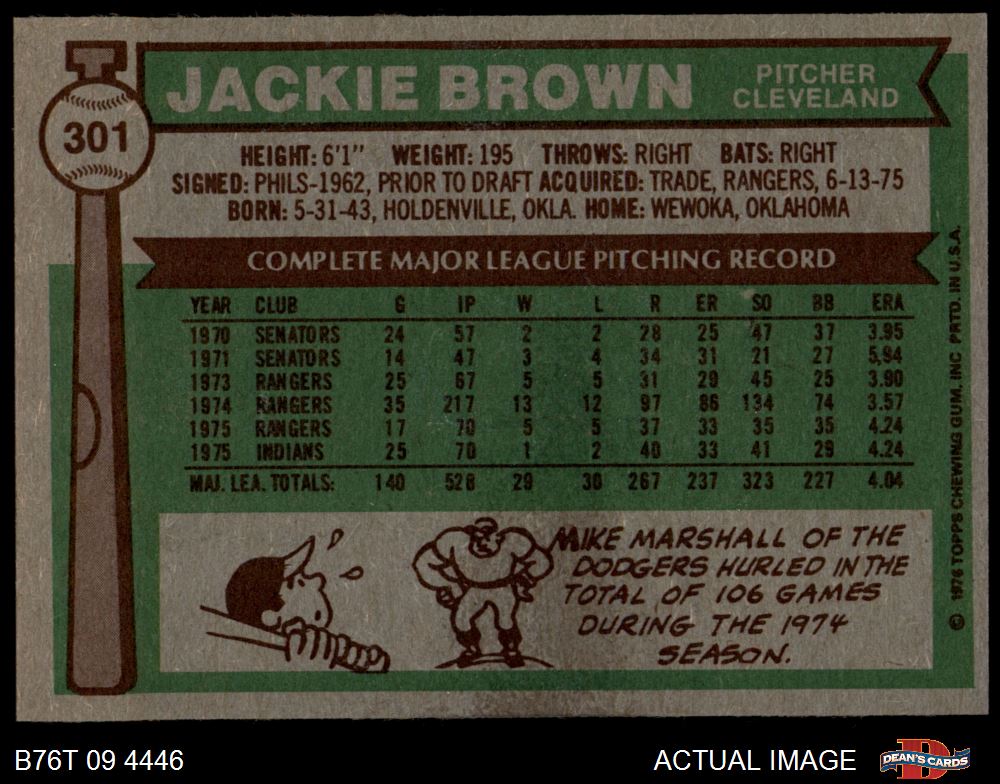 301
JACKIE BROWN
PITCHER
CLEVELAND
HEIGHT: 6'1" WEIGHT: 195 THROWS: RIGHT BATS: RIGHT
SIGNED: PHILS-1962, PRIOR TO DRAFT ACQUIRED: TRADE, RANGERS, 6-13-75
BORN: 5-31-43, HOLDENVILLE, OKLA. HOME: WEWOKA, OKLAHOMA
COMPLETE MAJOR LEAGUE PITCHING RECORD
YEAR CLUB G IP W L R ER SO BB ERA
1970 SENATORS 24 57 2 2 28 25 47 37 3.95
1971 SENATORS 14 47 3 4 34 31 21 27 5.94
1973 RANGERS 25 67 5 5 31 29 45 25 3.90
1974 RANGERS 35 217 13 12 97 86 134 74 3.57
1975 RANGERS 17 70 5 5 37 33 35 35 4.24
1975 INDIANS 25 70 1 2 40 33 41 29 4.24
MAJ. LEA. TOTALS: 140 528 29 30 267 237 323 227 4.04
MIKE MARSHALL OF THE
DODGERS HURLED IN THE
TOTAL OF 106 GAMES
DURING THE 1974
SEASON.
© 1976 TOPPS CHEWING GUM, INC. PRTD. IN U.S.A.
B76T 09 4446
ACTUAL IMAGE
DEAN'S CARDS